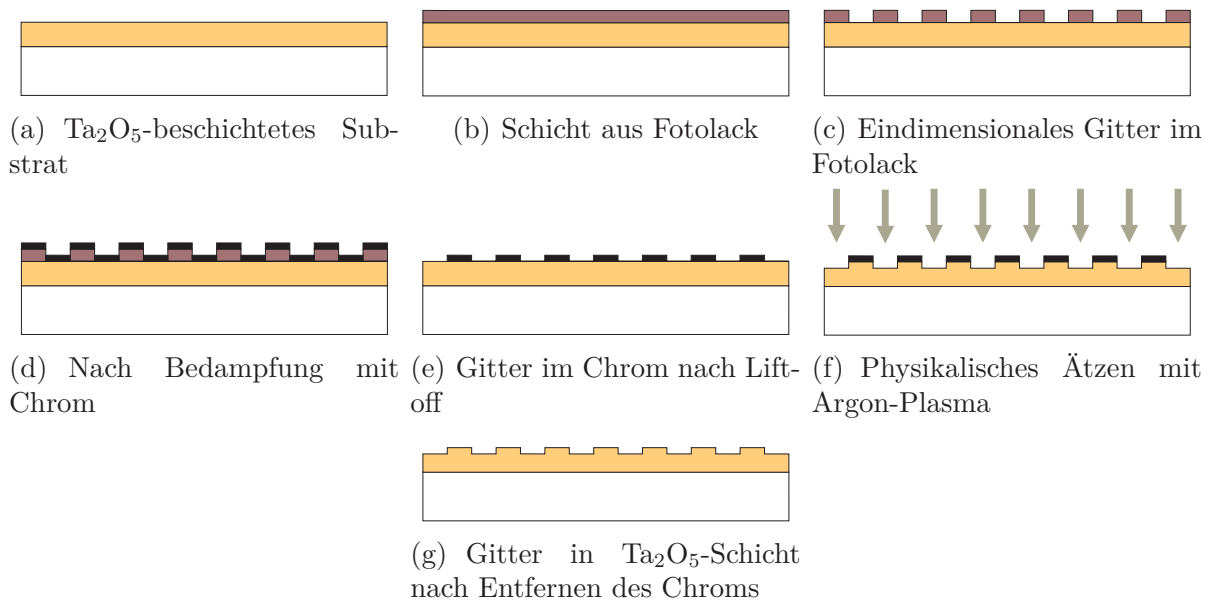 (a) Ta₂O₅-beschichtetes Sub-
strat
(b) Schicht aus Fotolack
(c) Eindimensionales Gitter im
Fotolack
(d) Nach Bedampfung mit
Chrom
(e) Gitter im Chrom nach Lift-
off
(f) Physikalisches Ätzen mit
Argon-Plasma
(g) Gitter in Ta₂O₅-Schicht
nach Entfernen des Chroms